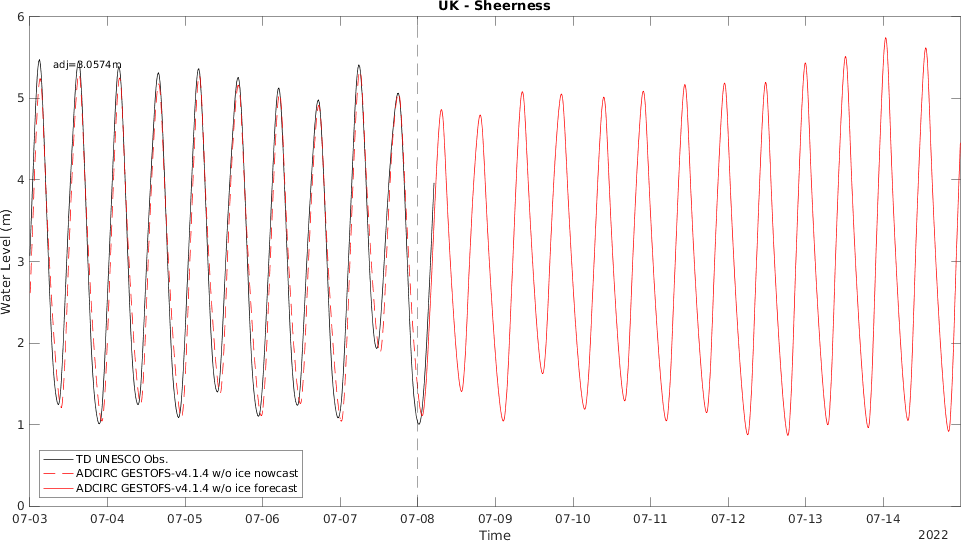 UK - Sheerness
adj=3.0574m
Water Level (m)
6
5
4
3
2
1
0
TD UNESCO Obs.
ADCIRC GESTOFS-v4.1.4 w/o ice nowcast
ADCIRC GESTOFS-v4.1.4 w/o ice forecast
07-03 07-04 07-05 07-06 07-07 07-08 07-09 07-10 07-11 07-12 07-13 07-14
Time
2022